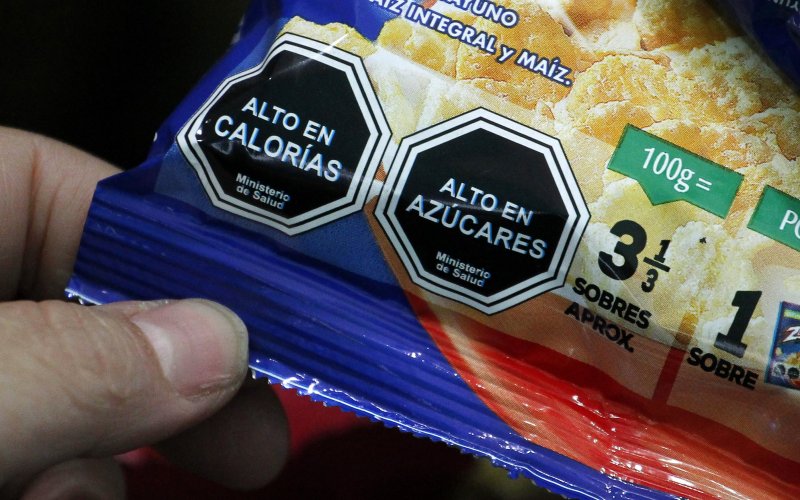 MAÍZ INTEGRAL y MAÍZ.
ALTO EN
CALORÍAS
Ministerio
de Salud
ALTO EN
AZÚCARES
Ministerio
de Salud
100g =
3 1/3
SOBRES
APROX.
1
SOBRE